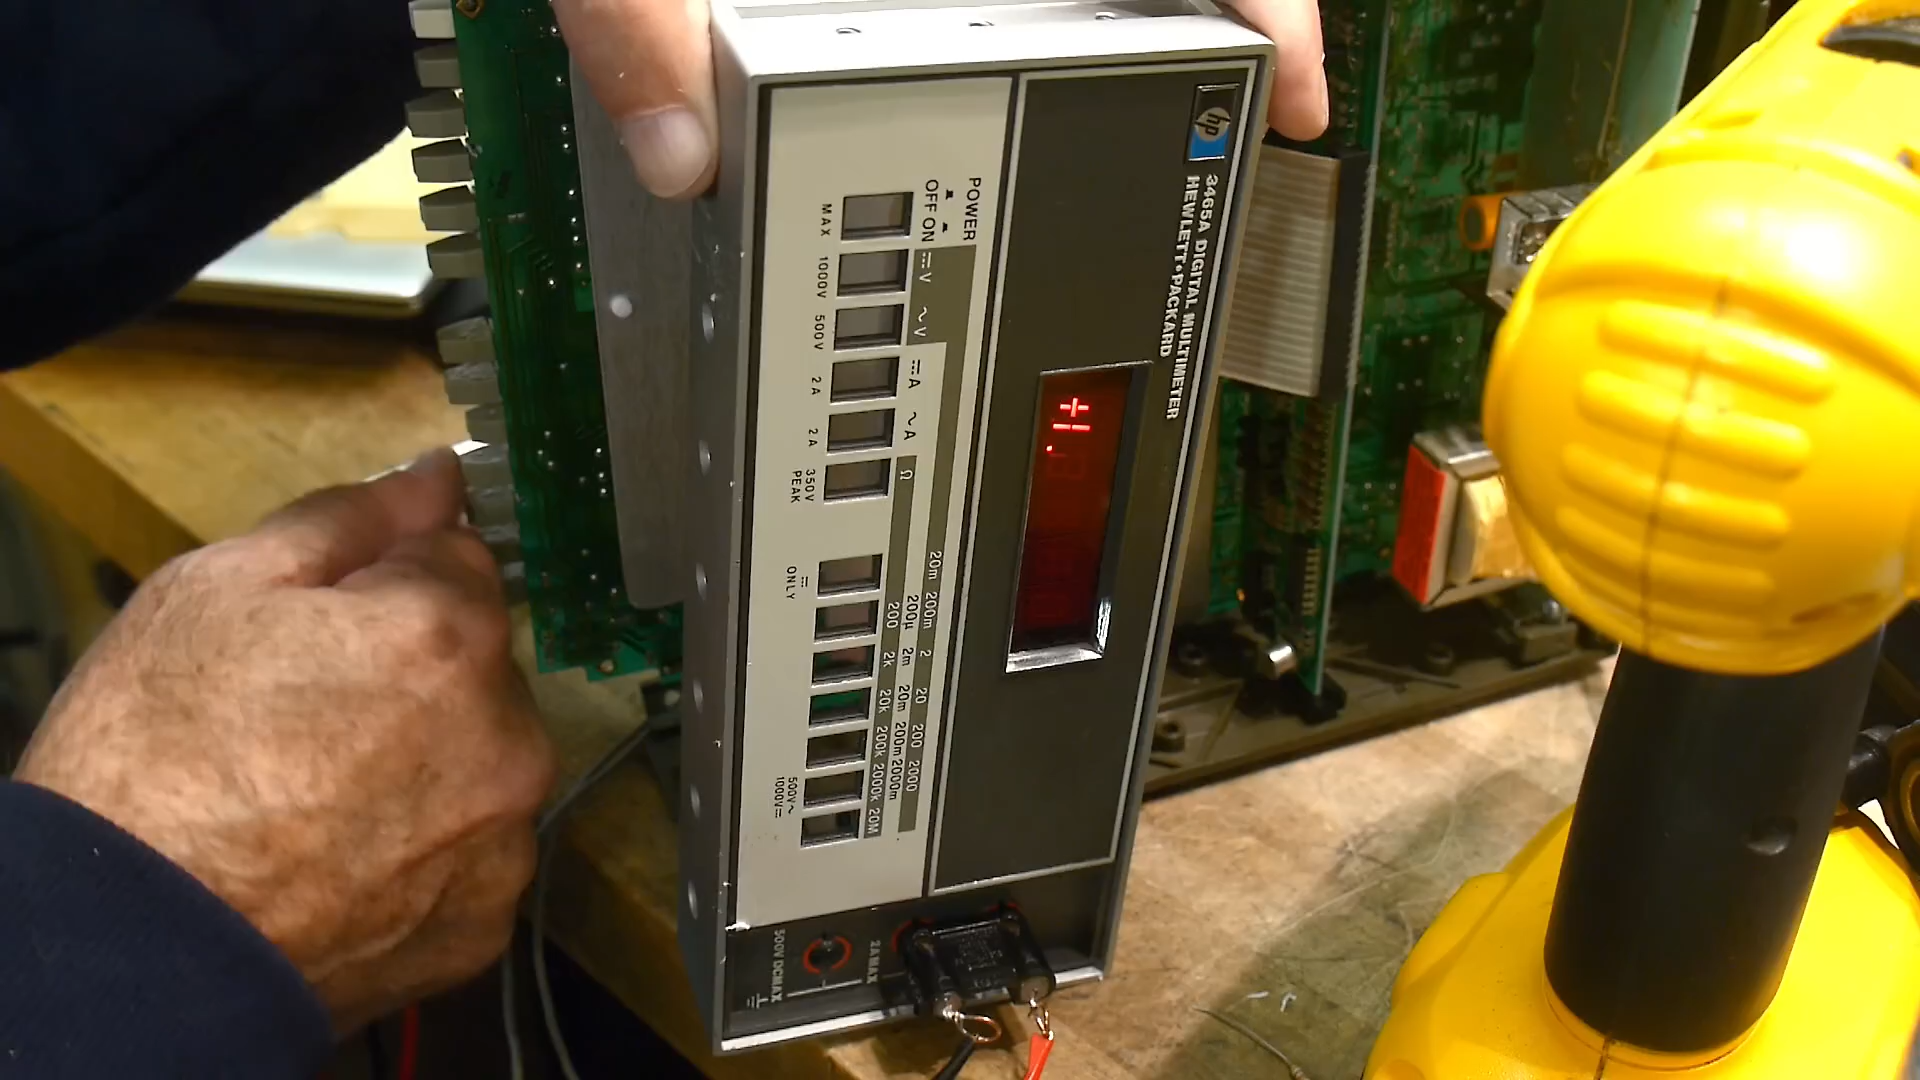 hp
3465A DIGITAL MULTIMETER
HEWLETT•PACKARD
POWER
OFF ON
⎓V
~V
⎓A
~A
Ω
MAX
1000V
500V
2A
2A
350V
PEAK
⎓
ONLY
20m 200m 2 20 200 2000
200µ 2m 20m 200m 2000m
200 2k 20k 200k 2000k 20M
500V~
1000V⎓
2A MAX
500V DC MAX